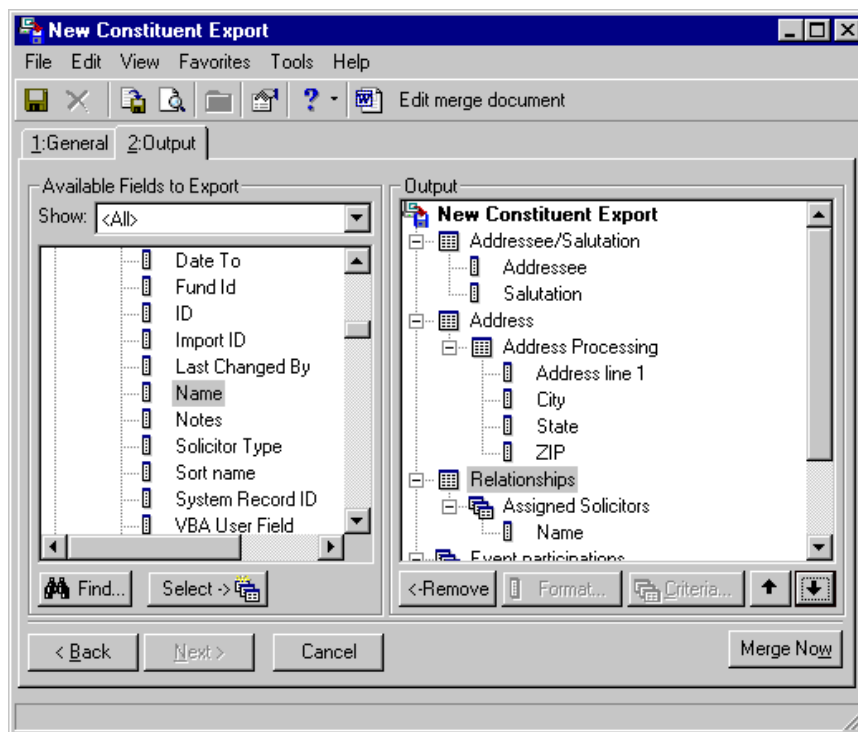 New Constituent Export
File Edit View Favorites Tools Help
? Edit merge document
1:General 2:Output
Available Fields to Export
Show: <All>
Date To
Fund Id
ID
Import ID
Last Changed By
Name
Notes
Solicitor Type
Sort name
System Record ID
VBA User Field
Find... Select ->
Output
New Constituent Export
Addressee/Salutation
Addressee
Salutation
Address
Address Processing
Address line 1
City
State
ZIP
Relationships
Assigned Solicitors
Name
Event participations
<-Remove Format... Criteria...
< Back Next > Cancel Merge Now